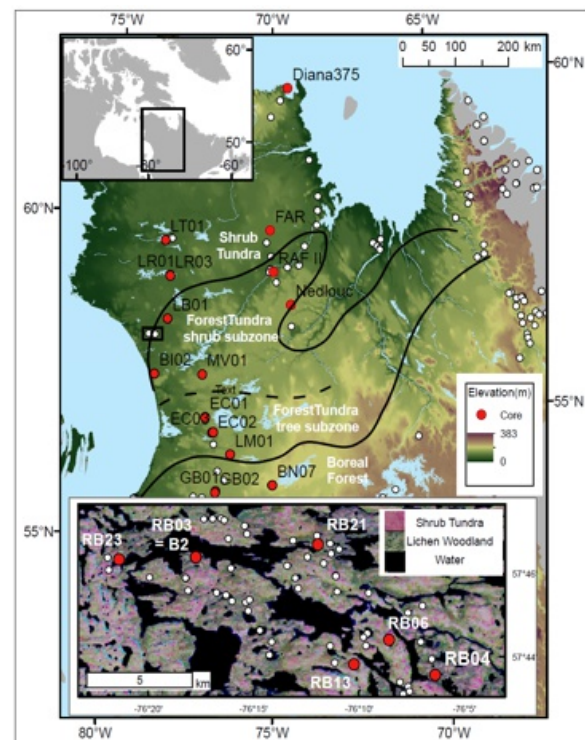 75°W 70°W 65°W
60°
50°
-100°
-80°
-60°
0 50 100 200 km
Diana375
60°N
60°N
LT01
FAR
Shrub
Tundra
LR01LR03
RAF II
Nedlouc
LB01
ForestTundra
shrub subzone
BI02
MV01
Elevation(m)
383
0
Core
55°N
EC01
EC03
EC02
ForestTundra
tree subzone
LM01
Boreal
Forest
GB01
GB02
BN07
55°N
RB23
RB03
= B2
RB21
Shrub Tundra
Lichen Woodland
Water
57°46'
RB06
57°44'
RB13
RB04
5
km
-76°20' -76°15' -76°10' -76°5'
80°W 75°W 70°W